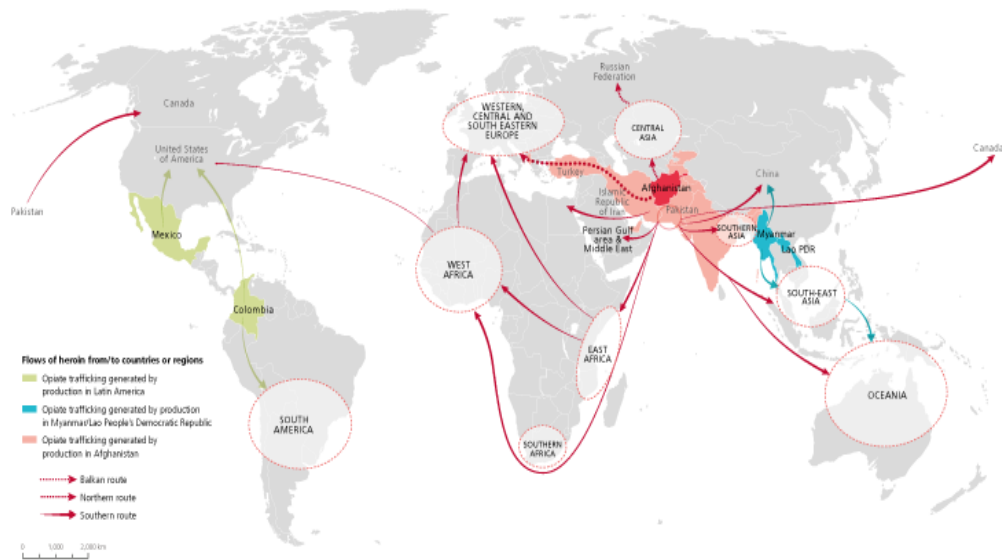 Russian
Federation
Canada
WESTERN,
CENTRAL AND
SOUTH EASTERN
EUROPE
CENTRAL
ASIA
United States
of America
Canada
Turkey
Afghanistan
China
Islamic
Republic
of Iran
Pakistan
Pakistan
Mexico
Persian Gulf
area &
Middle East
SOUTHERN
ASIA
Myanmar
Lao PDR
WEST
AFRICA
SOUTH-EAST
ASIA
Colombia
EAST
AFRICA
OCEANIA
SOUTH
AMERICA
SOUTHERN
AFRICA
Flows of heroin from/to countries or regions
Opiate trafficking generated by
production in Latin America
Opiate trafficking generated by production
in Myanmar/Lao People's Democratic Republic
Opiate trafficking generated by
production in Afghanistan
Balkan route
Northern route
Southern route
0 1,000 2,000 km